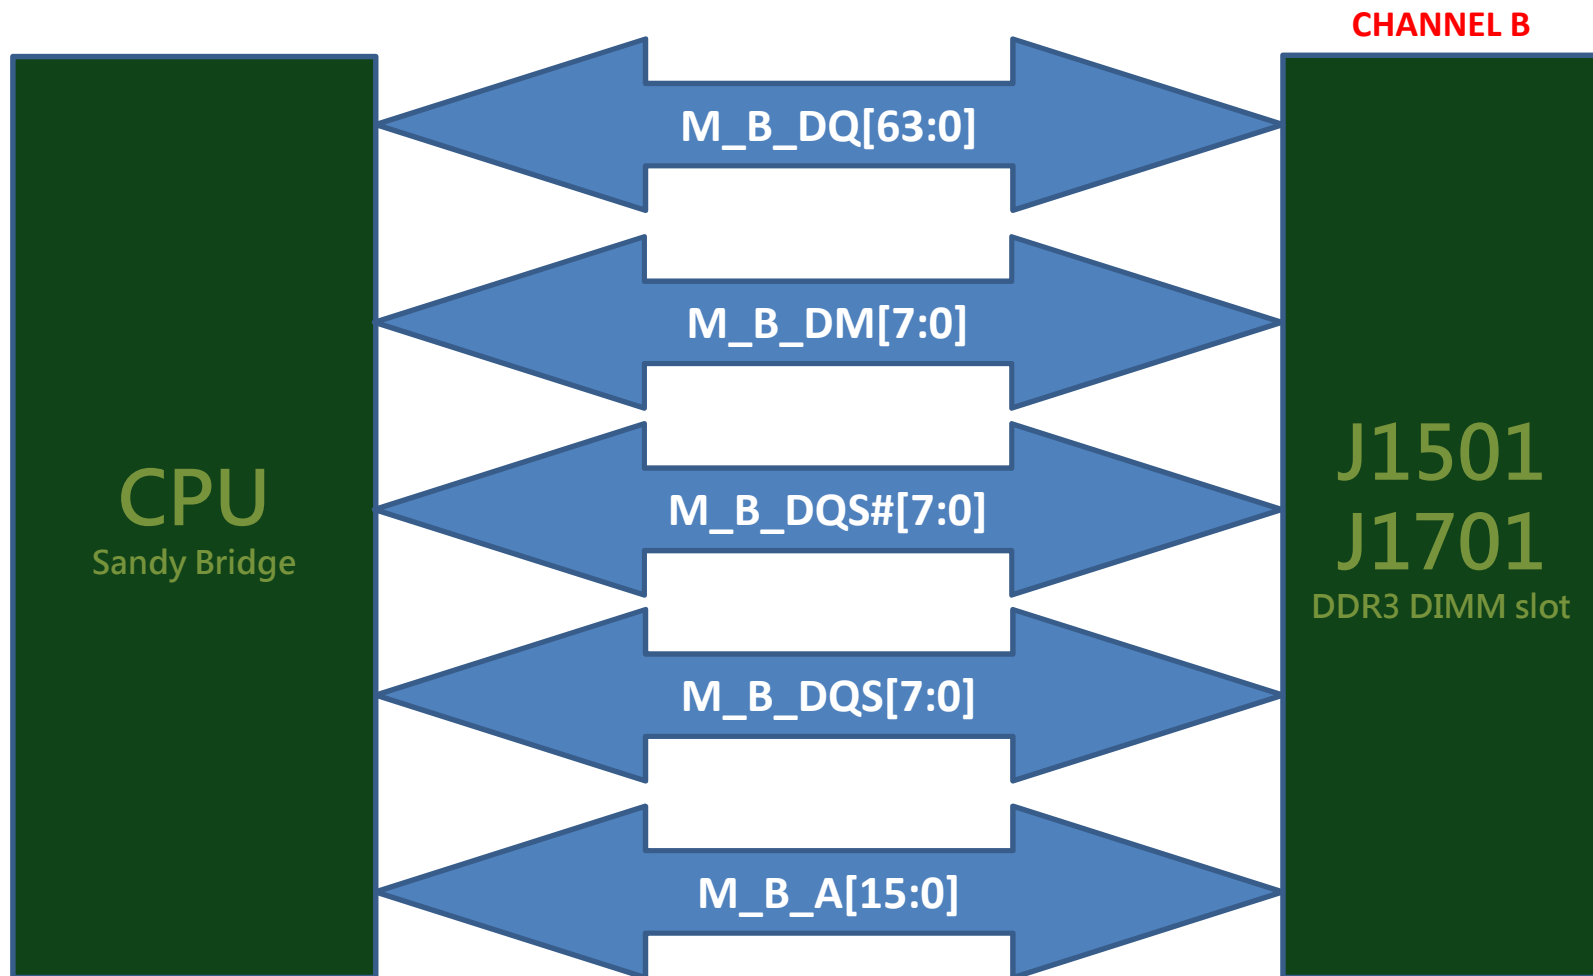 CHANNEL B
M_B_DQ[63:0]
M_B_DM[7:0]
M_B_DQS#[7:0]
M_B_DQS[7:0]
M_B_A[15:0]
CPU
Sandy Bridge
J1501
J1701
DDR3 DIMM slot